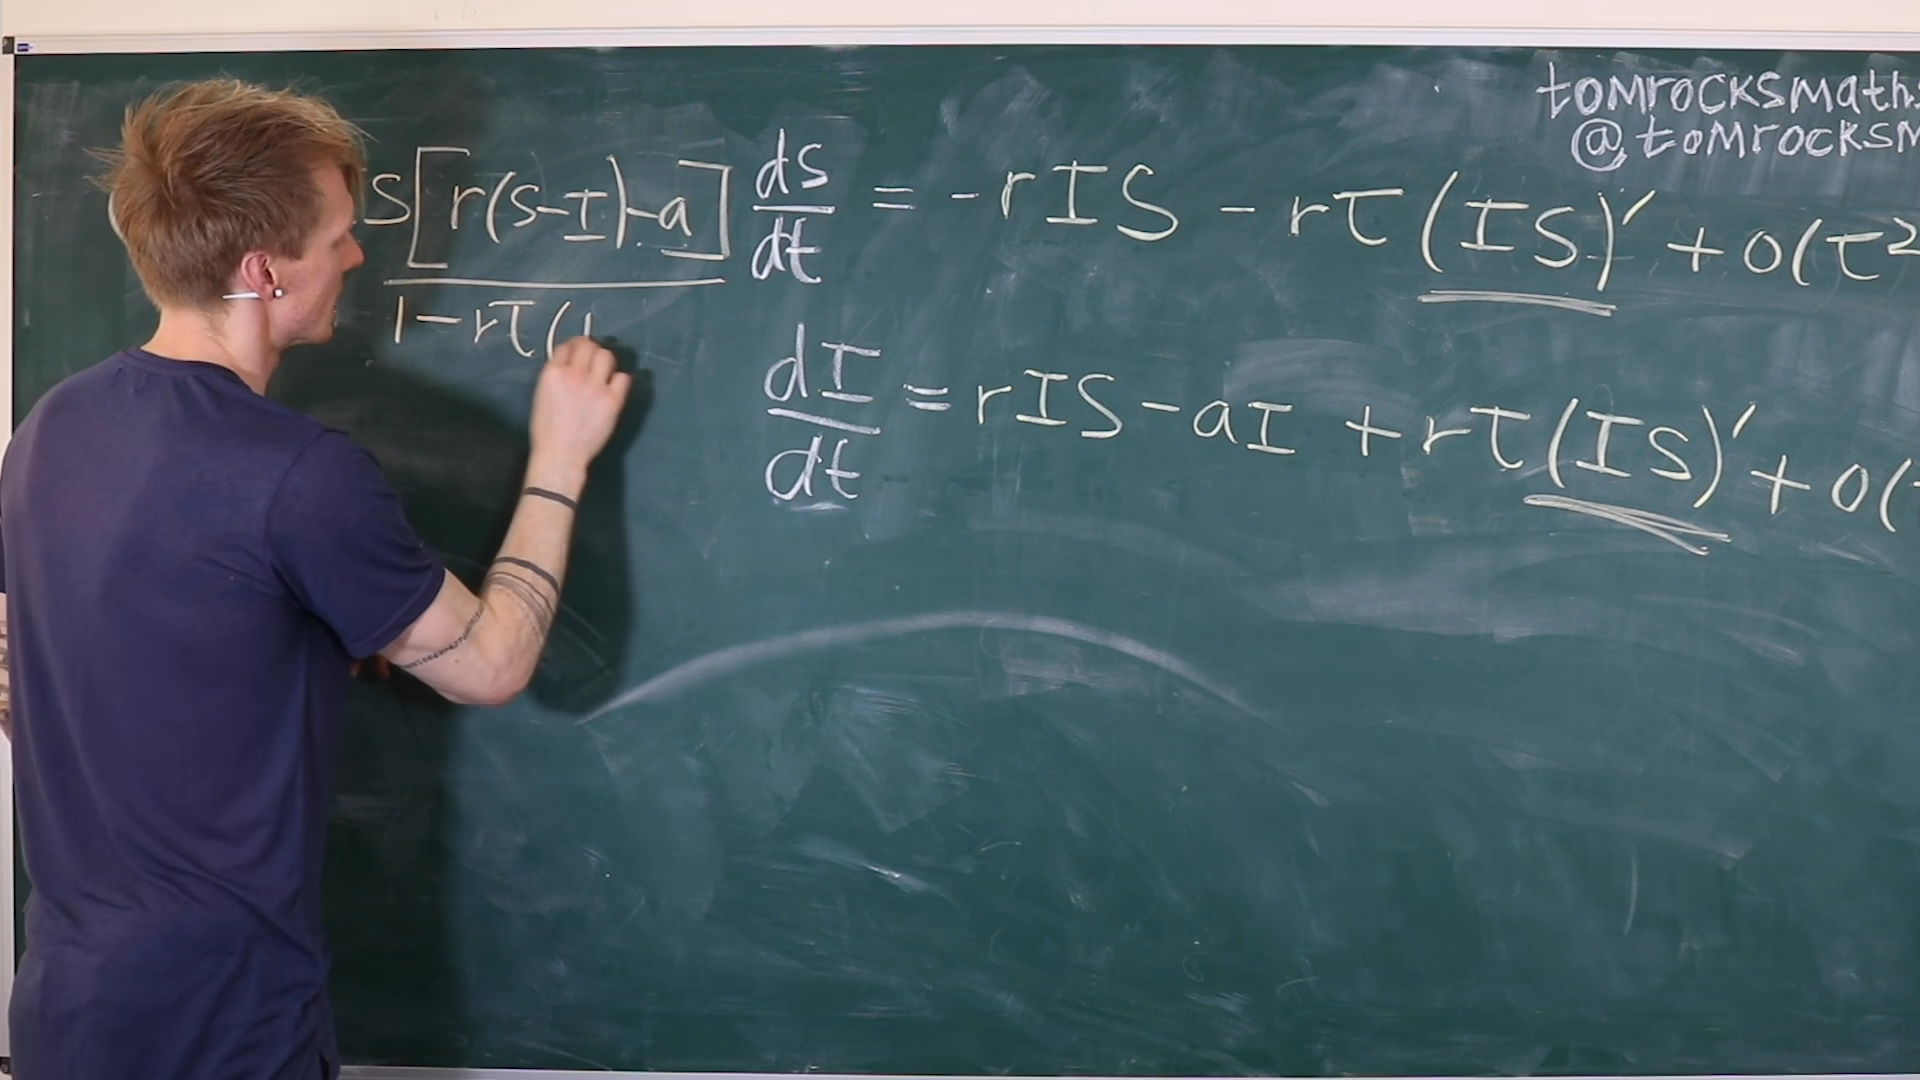 tomrocksmaths
@tomrocksm
S[r(S-I)-a]
1-rτ(
dS/dt = -rIS - rτ(IS)' + O(τ²
dI/dt = rIS - aI + rτ(IS)' + O(